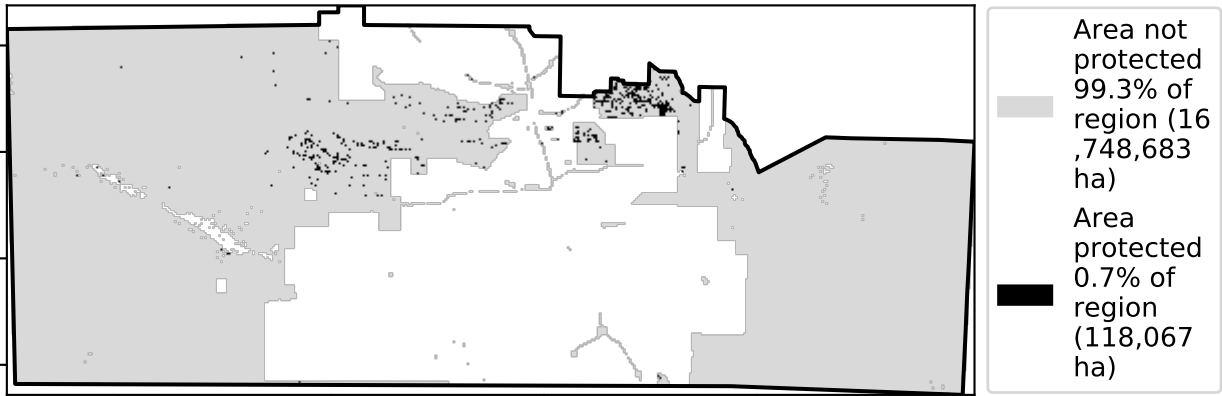 Area not
protected
99.3% of
region (16
,748,683
ha)
Area
protected
0.7% of
region
(118,067
ha)